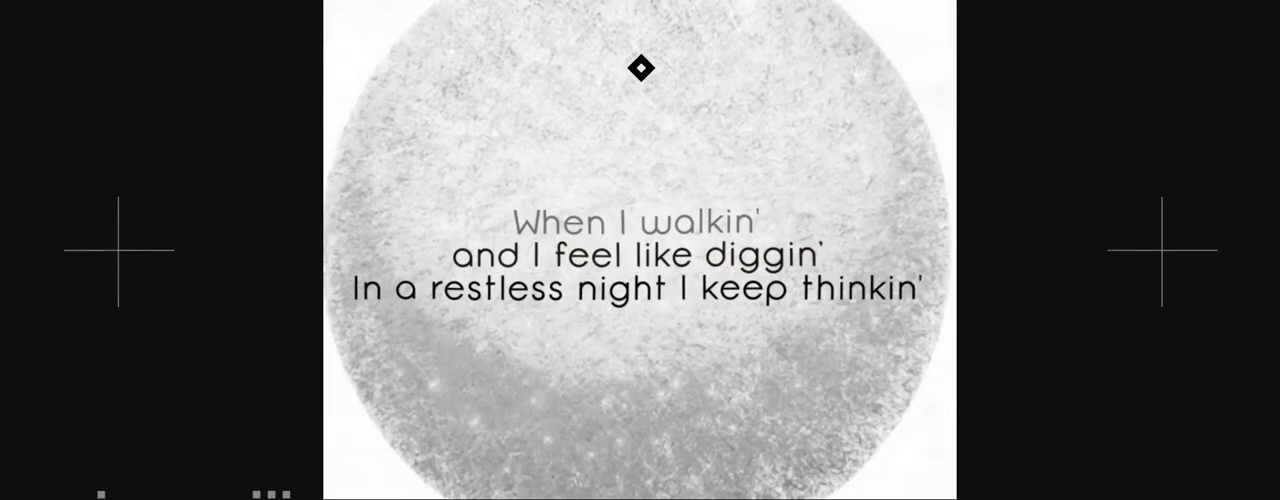 When I walkin'
and I feel like diggin'
In a restless night I keep thinkin'